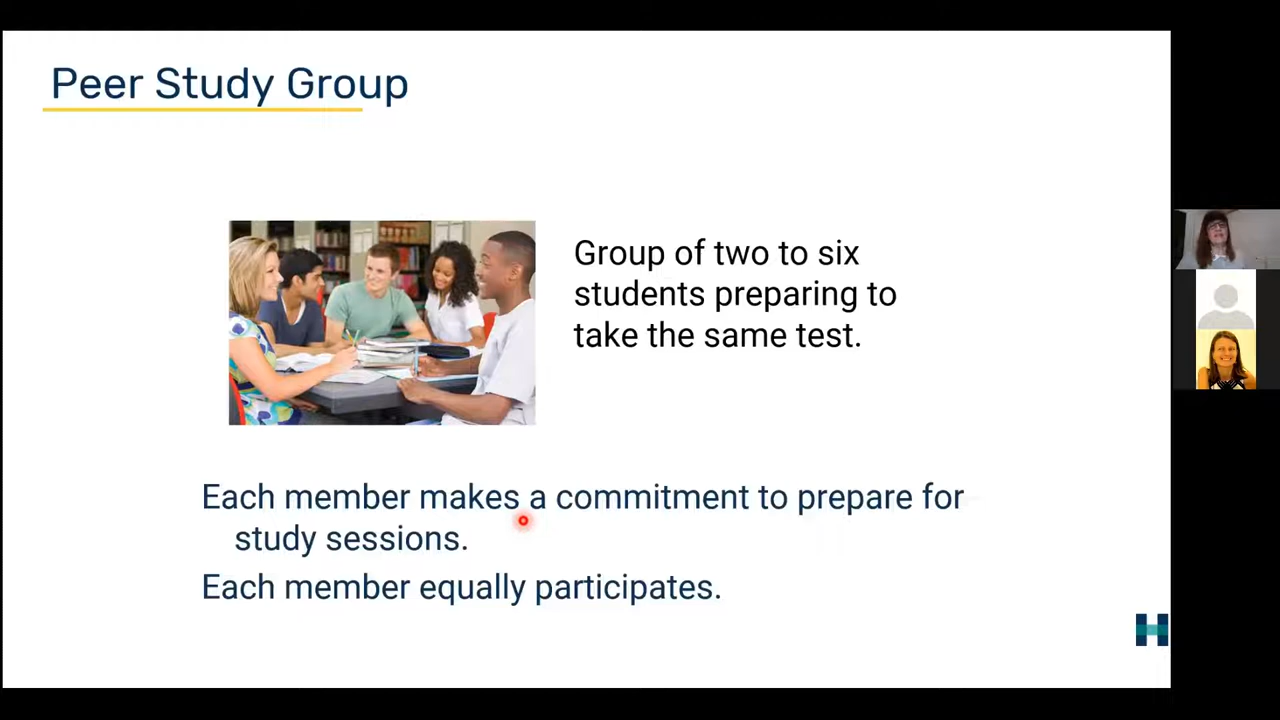 Peer Study Group
Group of two to six
students preparing to
take the same test.
Each member makes a commitment to prepare for
study sessions.
Each member equally participates.
H